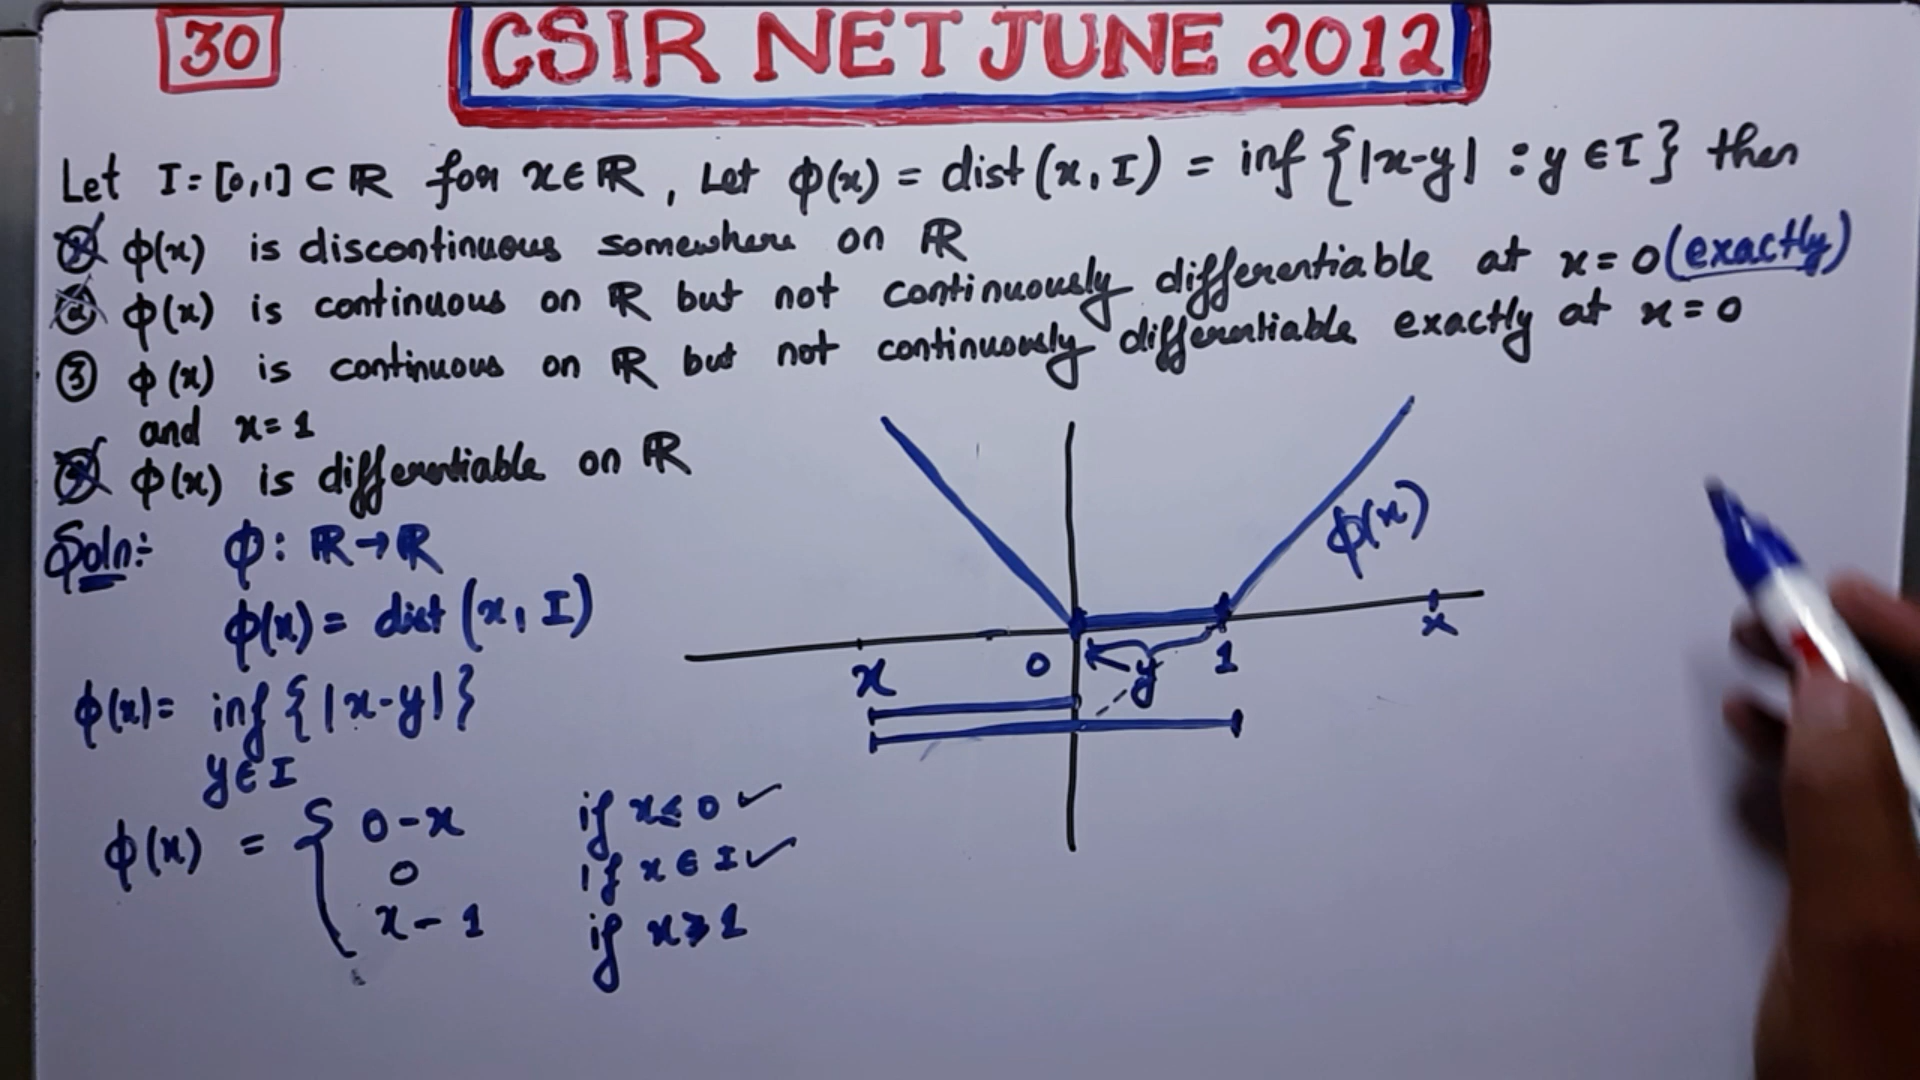 30
CSIR NET JUNE 2012
Let I = [0,1] ⊂ ℝ for x ∈ ℝ, Let φ(x) = dist(x, I) = inf {|x-y| : y ∈ I} then
φ(x) is discontinuous somewhere on ℝ
② φ(x) is continuous on ℝ but not continuously differentiable at x = 0 (exactly)
③ φ(x) is continuous on ℝ but not continuously differentiable exactly at x = 0
and x = 1
φ(x) is differentiable on ℝ
Soln:- φ : ℝ → ℝ
φ(x) = dist (x, I)
φ(x) = inf {|x-y|}
y ∈ I
φ(x) = { 0 - x if x ≤ 0 ✓
0 if x ∈ I ✓
x - 1 if x ≥ 1
φ(x)
x 0 y 1 x